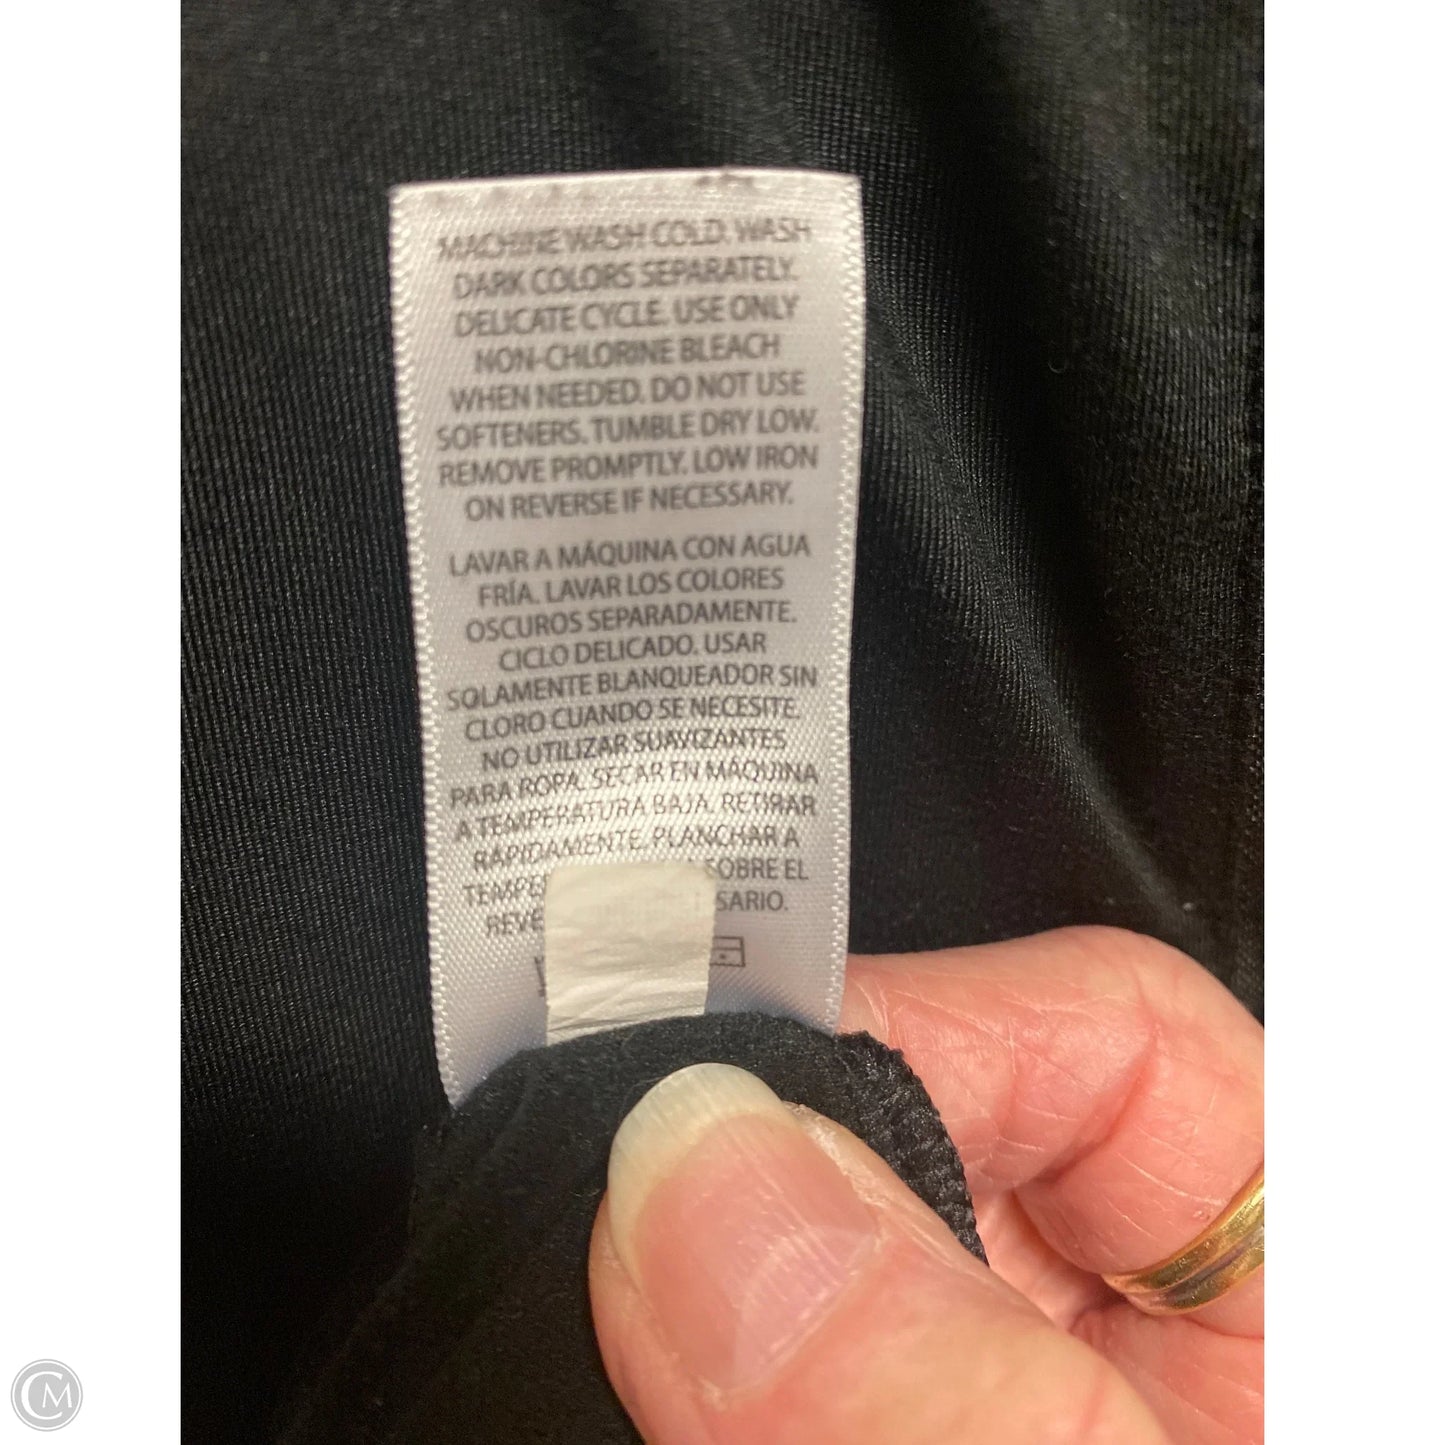 MACHINE WASH COLD. WASH
DARK COLORS SEPARATELY.
DELICATE CYCLE. USE ONLY
NON-CHLORINE BLEACH
WHEN NEEDED. DO NOT USE
SOFTENERS. TUMBLE DRY LOW.
REMOVE PROMPTLY. LOW IRON
ON REVERSE IF NECESSARY.
LAVAR A MÁQUINA CON AGUA
FRÍA. LAVAR LOS COLORES
OSCUROS SEPARADAMENTE.
CICLO DELICADO. USAR
SOLAMENTE BLANQUEADOR SIN
CLORO CUANDO SE NECESITE.
NO UTILIZAR SUAVIZANTES
PARA ROPA. SECAR EN MÁQUINA
A TEMPERATURA BAJA. RETIRAR
RÁPIDAMENTE. PLANCHAR A
SOBRE EL
CM